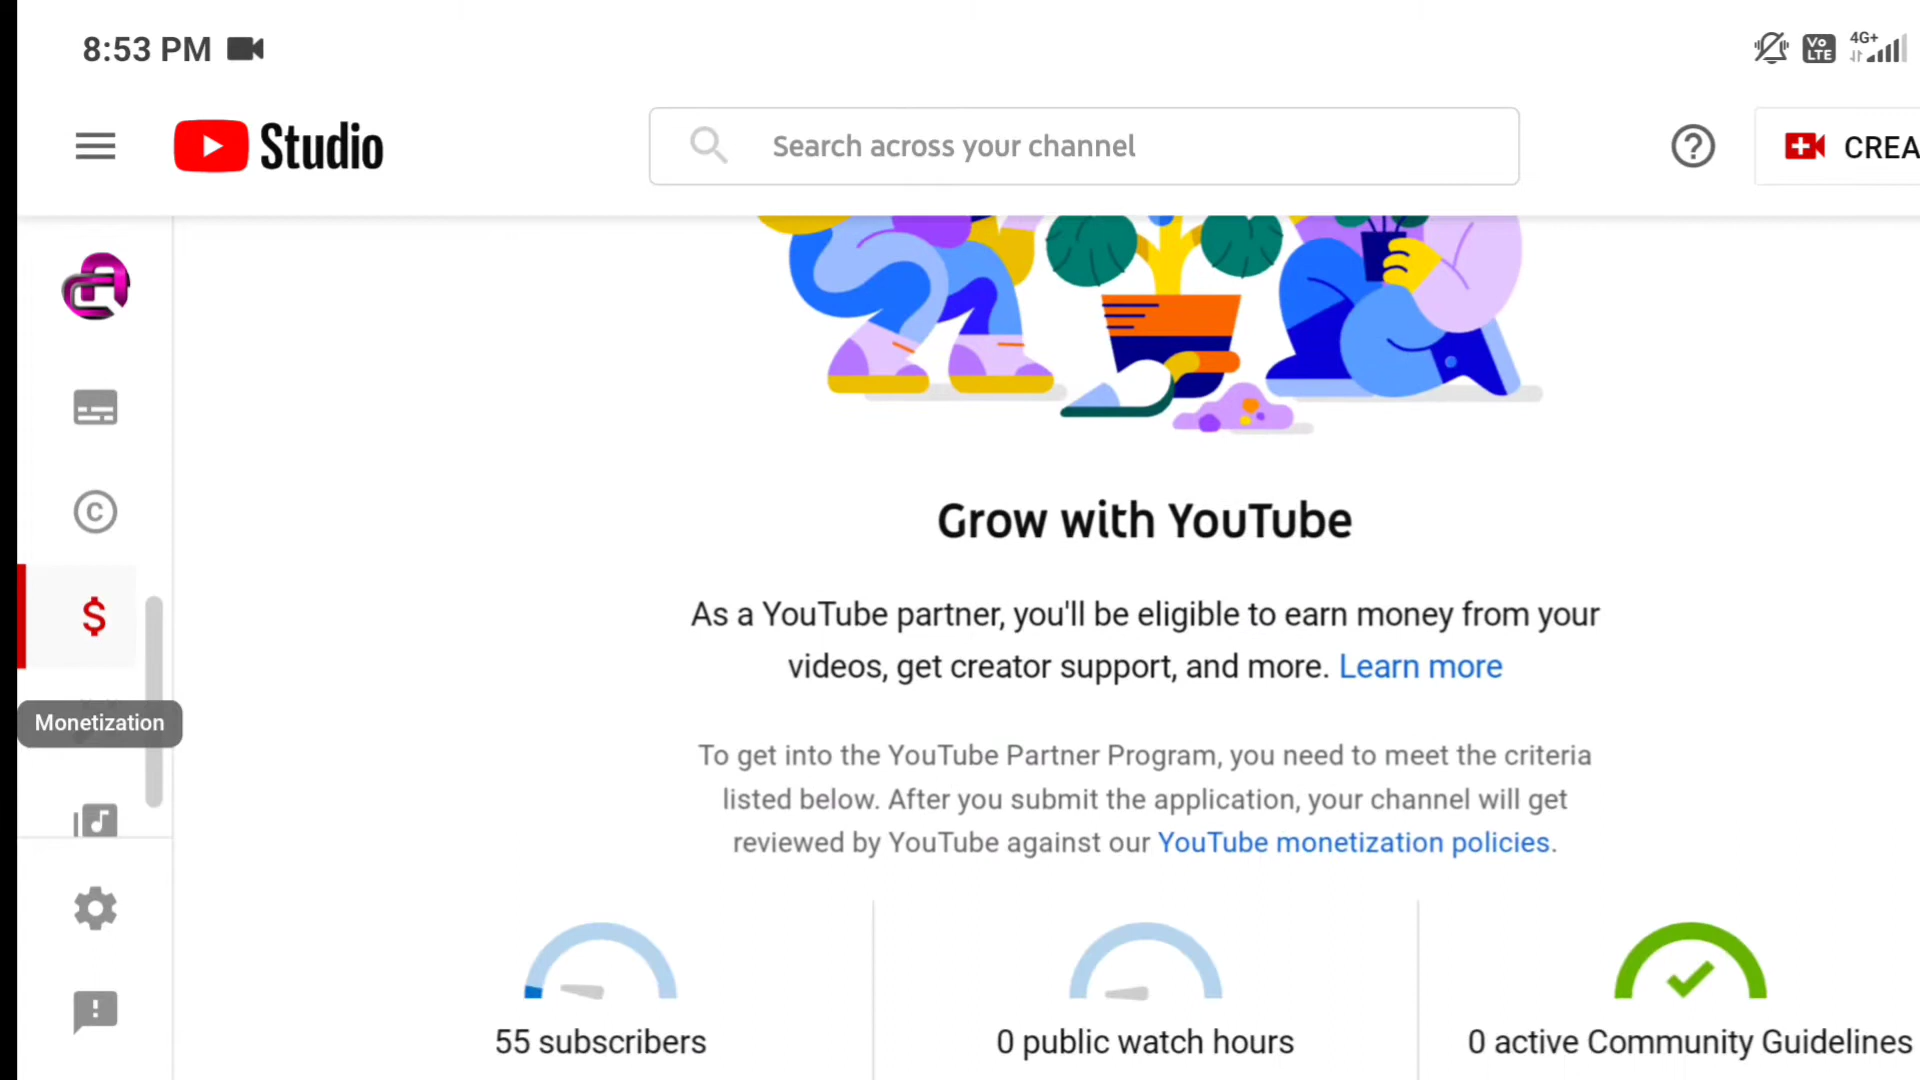 8:53 PM
Vo LTE
4G+
Studio
Search across your channel
CREA
Grow with YouTube
As a YouTube partner, you'll be eligible to earn money from your
videos, get creator support, and more. Learn more
Monetization
To get into the YouTube Partner Program, you need to meet the criteria
listed below. After you submit the application, your channel will get
reviewed by YouTube against our YouTube monetization policies.
55 subscribers
0 public watch hours
0 active Community Guidelines